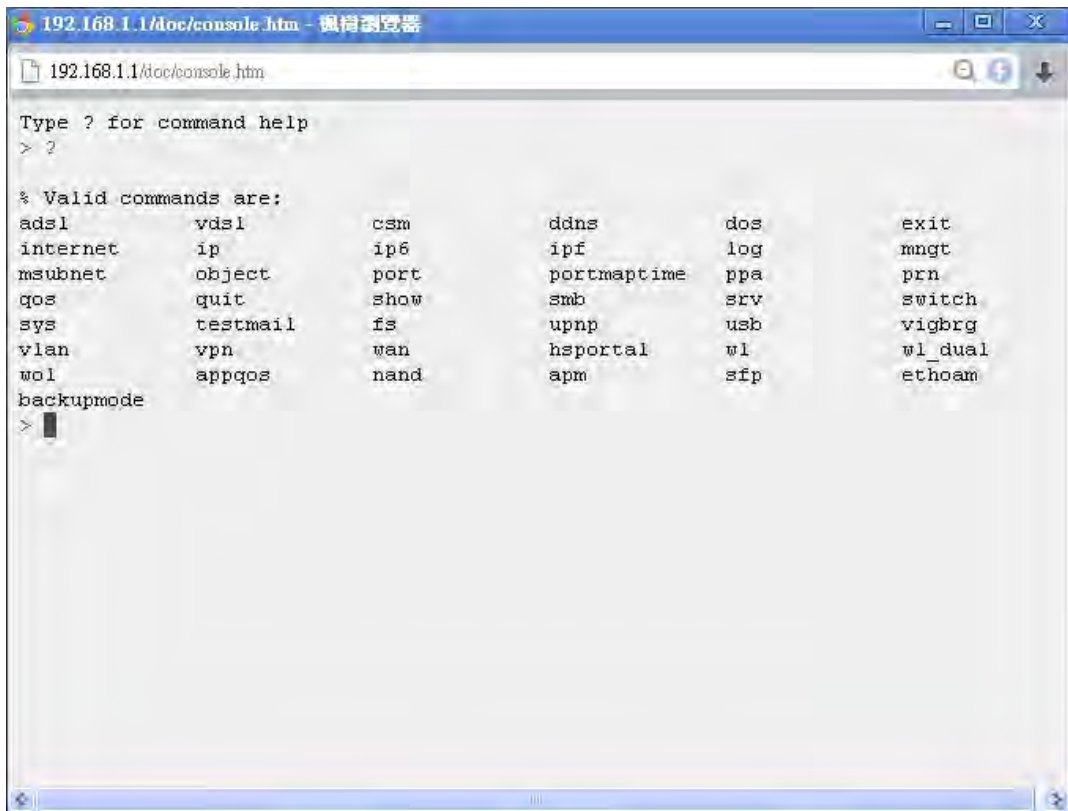 192.168.1.1/doc/console.htm - 楓樹瀏覽器
192.168.1.1/doc/console.htm
Type ? for command help
> ?
% Valid commands are:
adsl vdsl csm ddns dos exit
internet ip ip6 ipf log mngt
msubnet object port portmaptime ppa prn
qos quit show smb srv switch
sys testmail fs upnp usb vigbrg
vlan vpn wan hsportal wl wl_dual
wol appqos nand apm sfp ethoam
backupmode
>